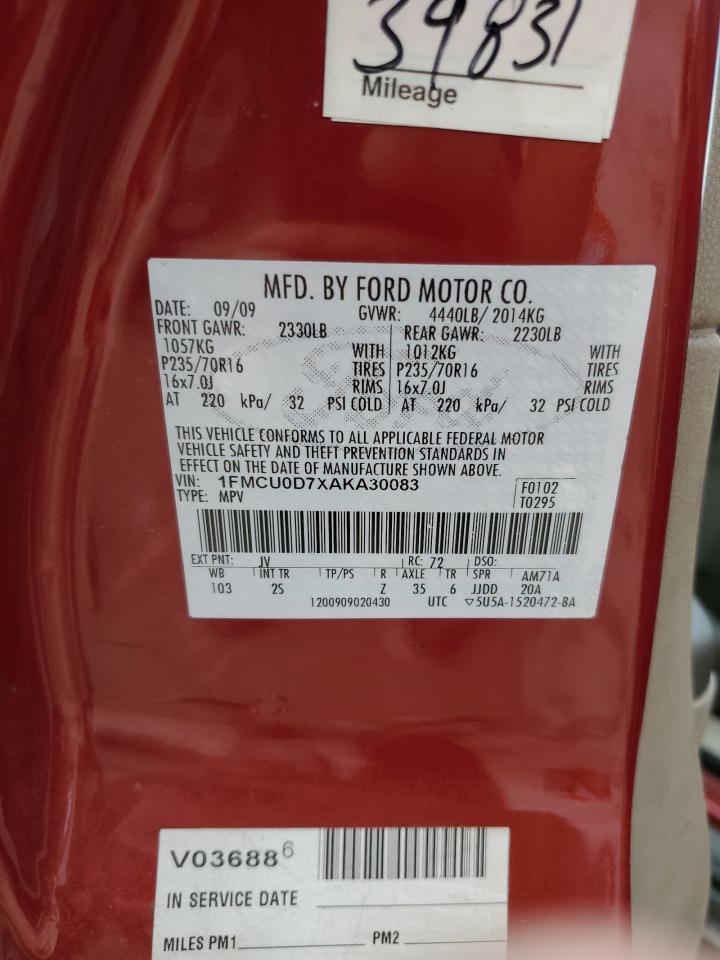 39831
Mileage
MFD. BY FORD MOTOR CO.
DATE: 09/09 GVWR: 4440LB/ 2014KG
FRONT GAWR: 2330LB REAR GAWR: 2230LB
1057KG WITH 1012KG WITH
P235/70R16 TIRES P235/70R16 TIRES
16x7.0J RIMS 16x7.0J RIMS
AT 220 kPa/ 32 PSI COLD AT 220 kPa/ 32 PSI COLD
THIS VEHICLE CONFORMS TO ALL APPLICABLE FEDERAL MOTOR
VEHICLE SAFETY AND THEFT PREVENTION STANDARDS IN
EFFECT ON THE DATE OF MANUFACTURE SHOWN ABOVE.
VIN: 1FMCU0D7XAKA30083 F0102
TYPE: MPV T0295
EXT PNT: JV RC: 72 DSO:
WB INT TR TP/PS R AXLE TR SPR AM71A
103 2S Z 35 6 JJDD 20A
1200909020430 UTC ▽5U5A-1520472-BA
V036886
IN SERVICE DATE
MILES PM1 PM2